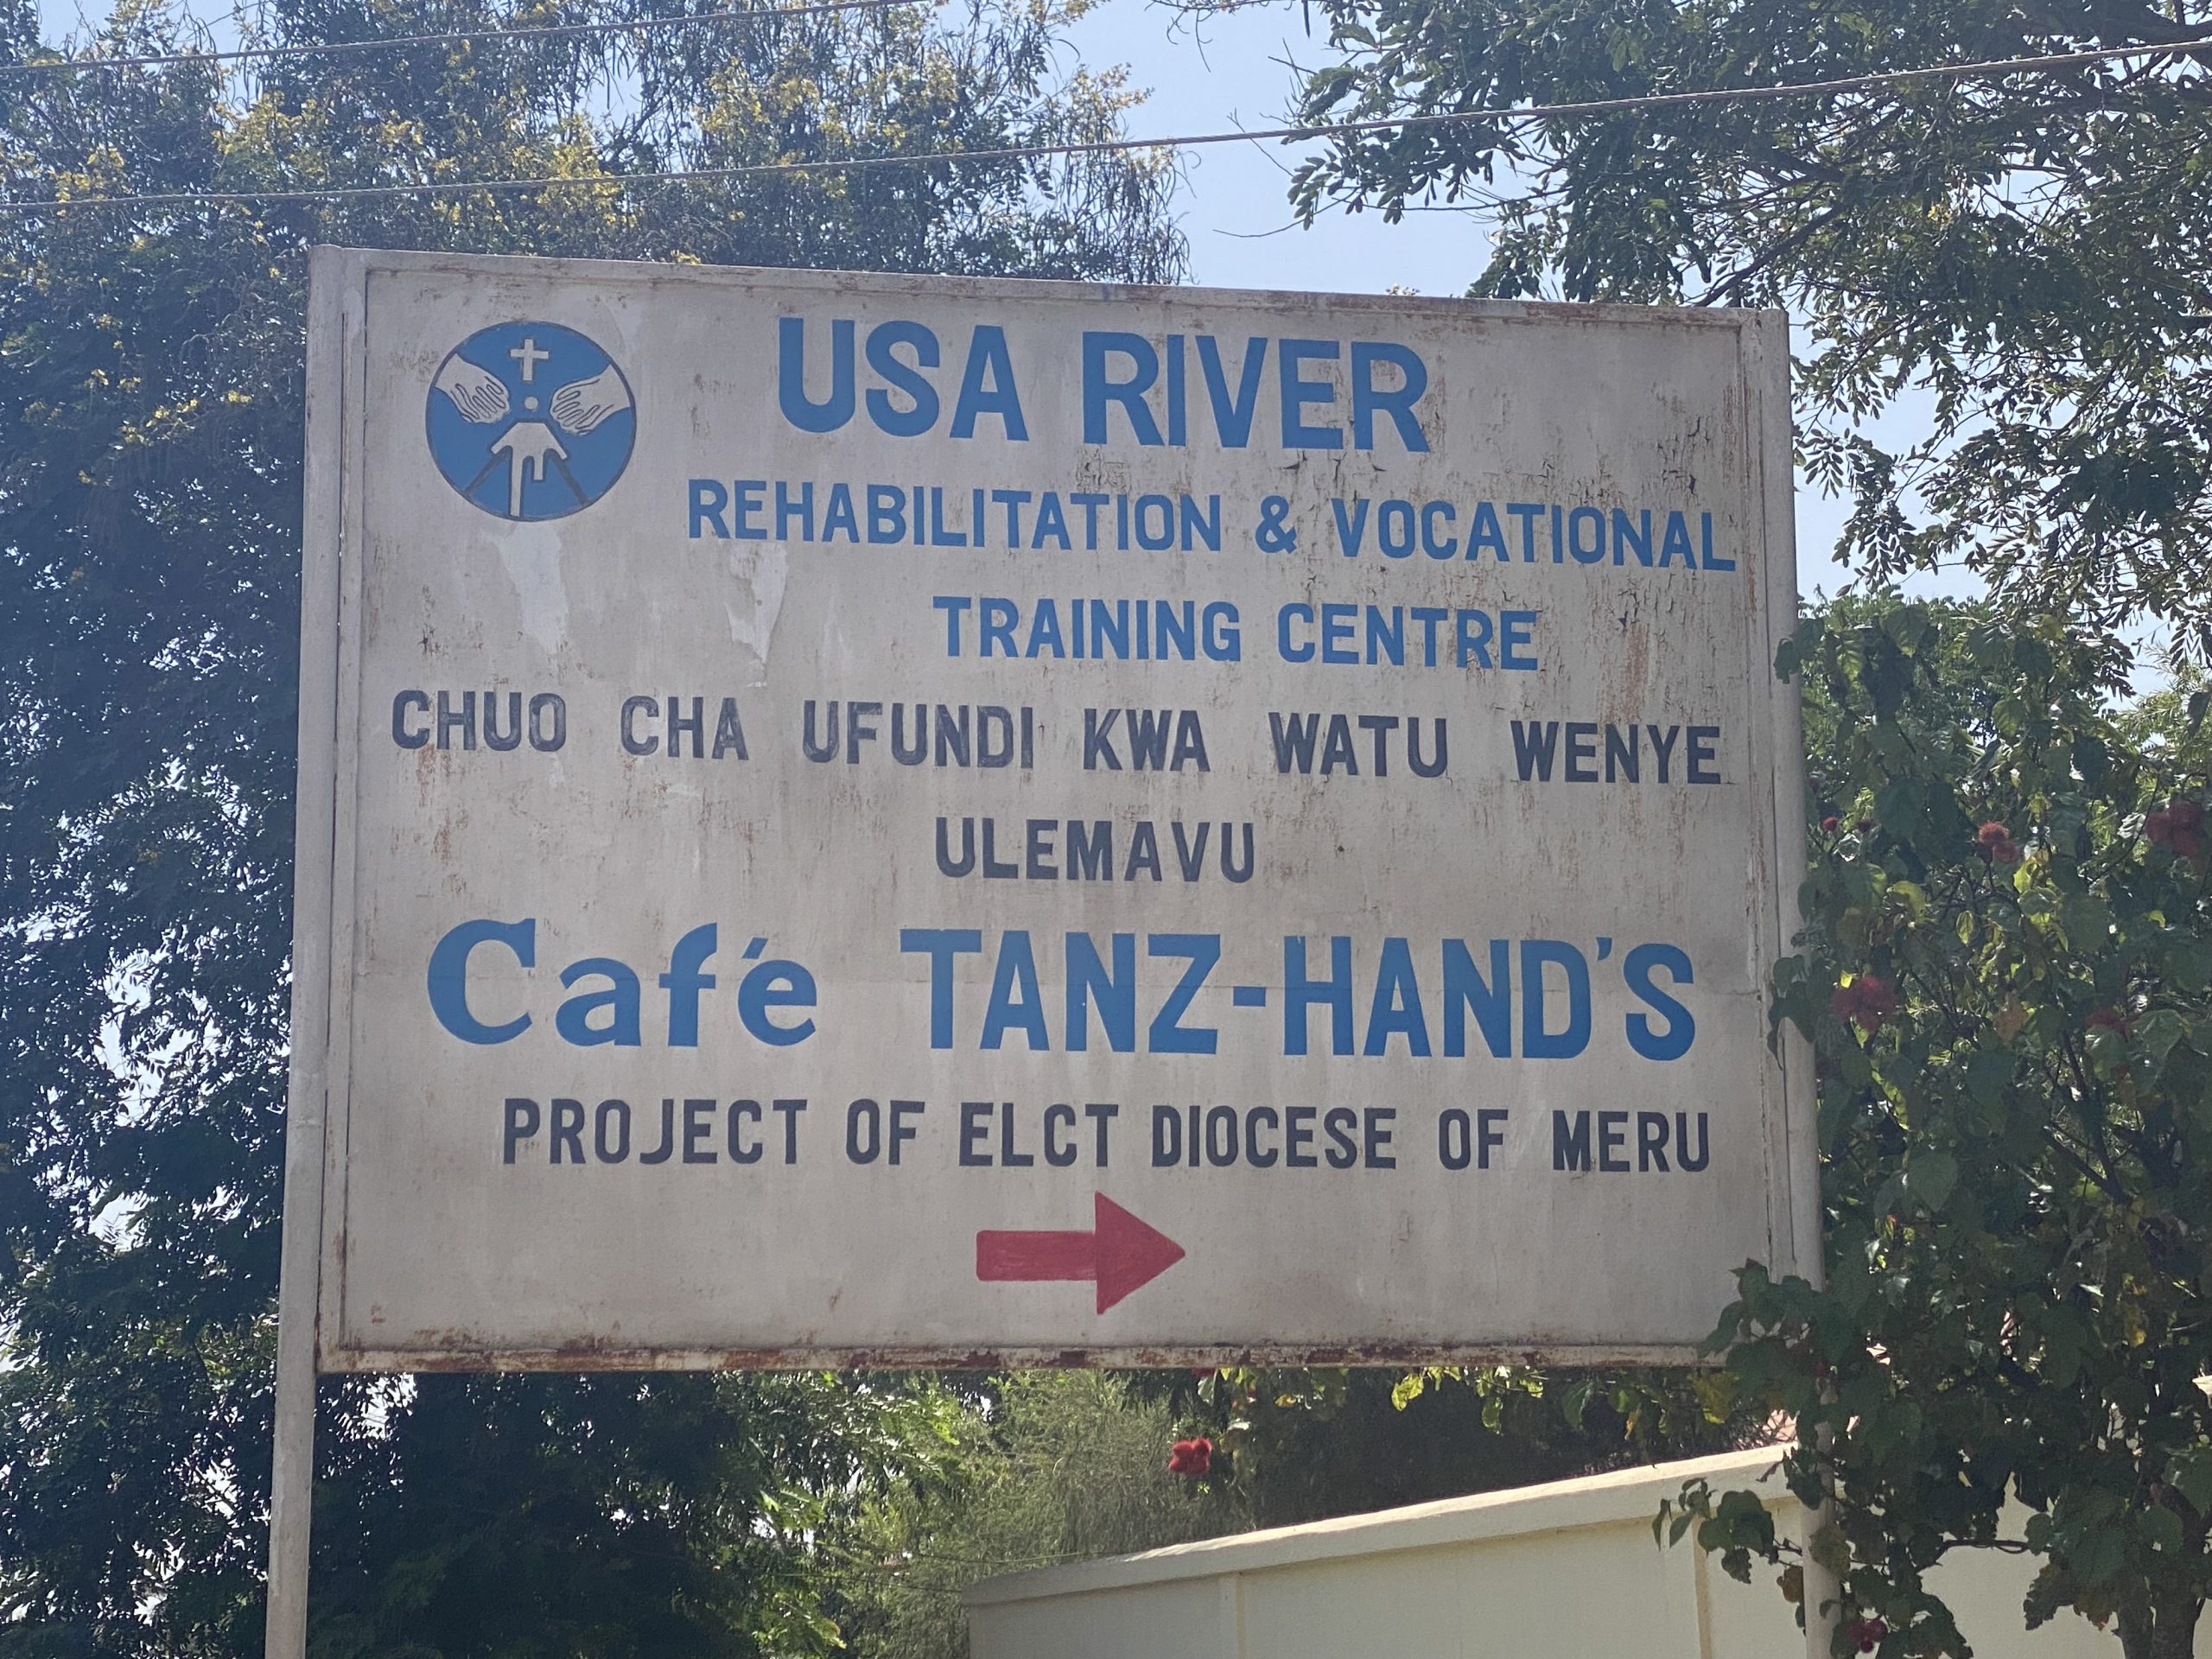 USA RIVER
REHABILITATION & VOCATIONAL
TRAINING CENTRE
CHUO CHA UFUNDI KWA WATU WENYE
ULEMAVU
Café TANZ-HAND'S
PROJECT OF ELCT DIOCESE OF MERU